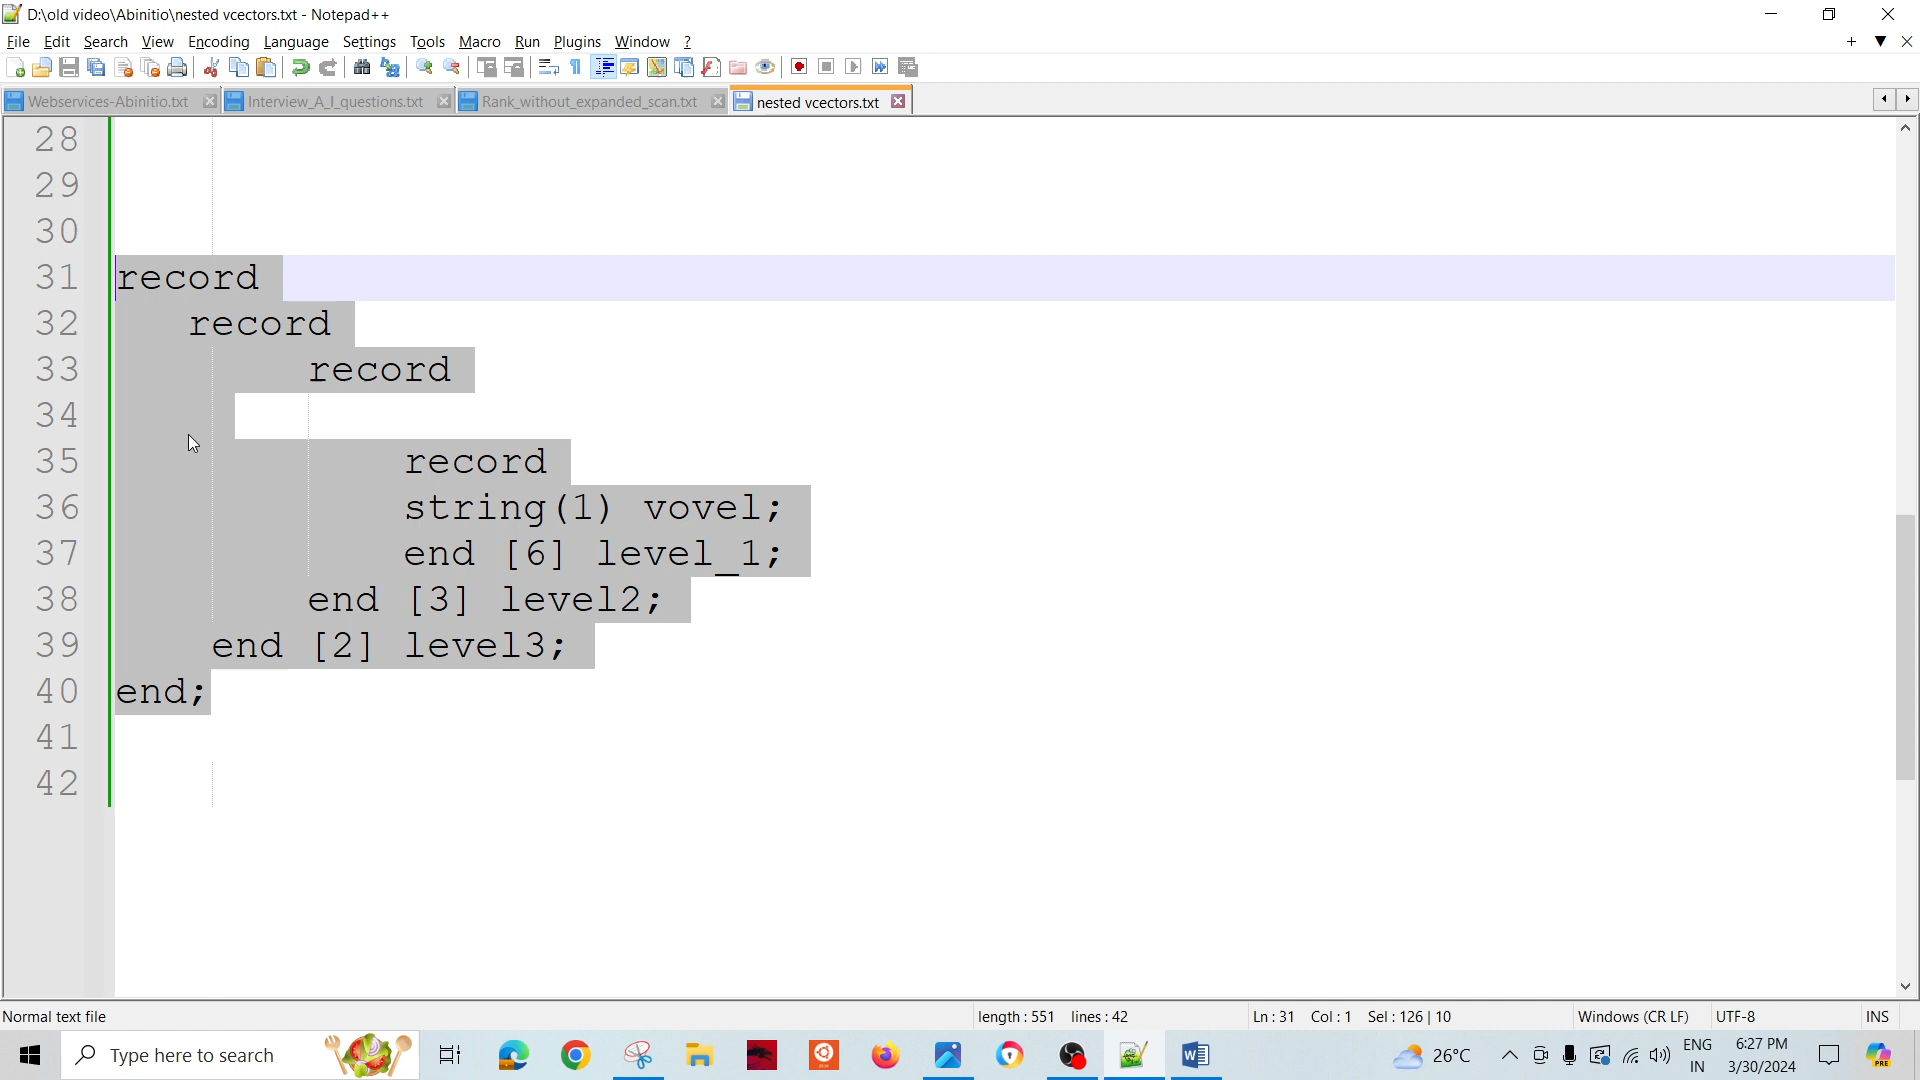 D:\old video\Abinitio\nested vcectors.txt - Notepad++
File Edit Search View Encoding Language Settings Tools Macro Run Plugins Window ?
Webservices-Abinitio.txt Interview_A_I_questions.txt Rank_without_expanded_scan.txt nested vcectors.txt
28
29
30
31 record
32 record
33 record
34
35 record
36 string(1) vovel;
37 end [6] level_1;
38 end [3] level2;
39 end [2] level3;
40 end;
41
42
Normal text file length : 551 lines : 42 Ln : 31 Col : 1 Sel : 126 | 10 Windows (CR LF) UTF-8 INS
Type here to search 26°C ENG IN 6:27 PM 3/30/2024 PRE